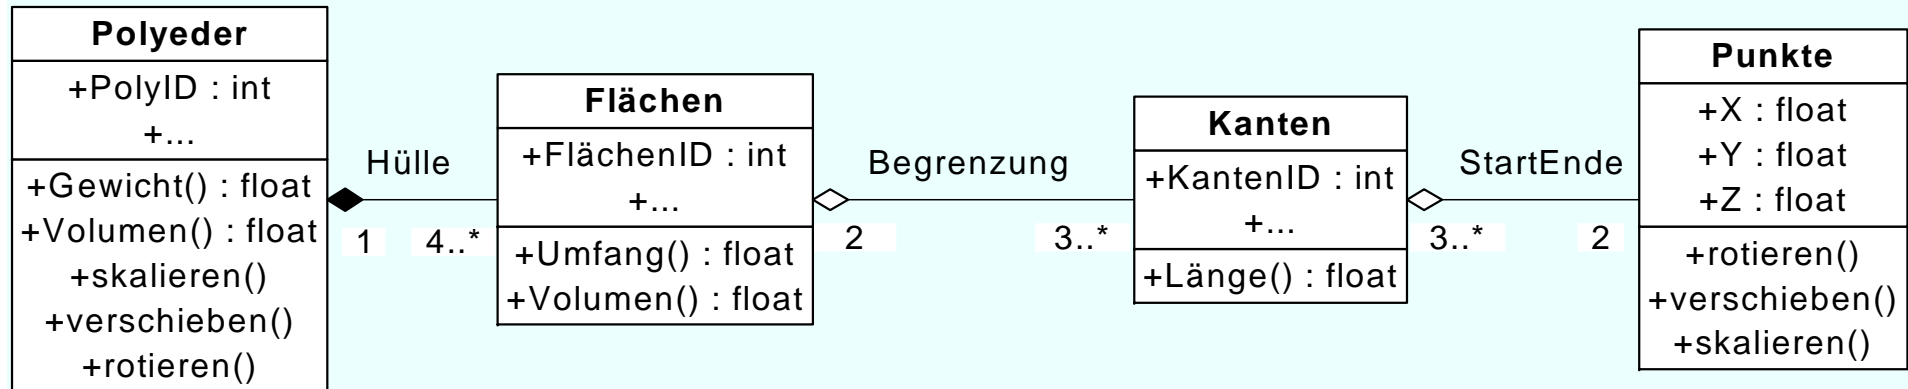 Polyeder
+PolyID : int
+...
+Gewicht() : float
+Volumen() : float
+skalieren()
+verschieben()
+rotieren()
Hülle
1
4..*
Flächen
+FlächenID : int
+...
+Umfang() : float
+Volumen() : float
Begrenzung
2
3..*
Kanten
+KantenID : int
+...
+Länge() : float
StartEnde
3..*
2
Punkte
+X : float
+Y : float
+Z : float
+rotieren()
+verschieben()
+skalieren()